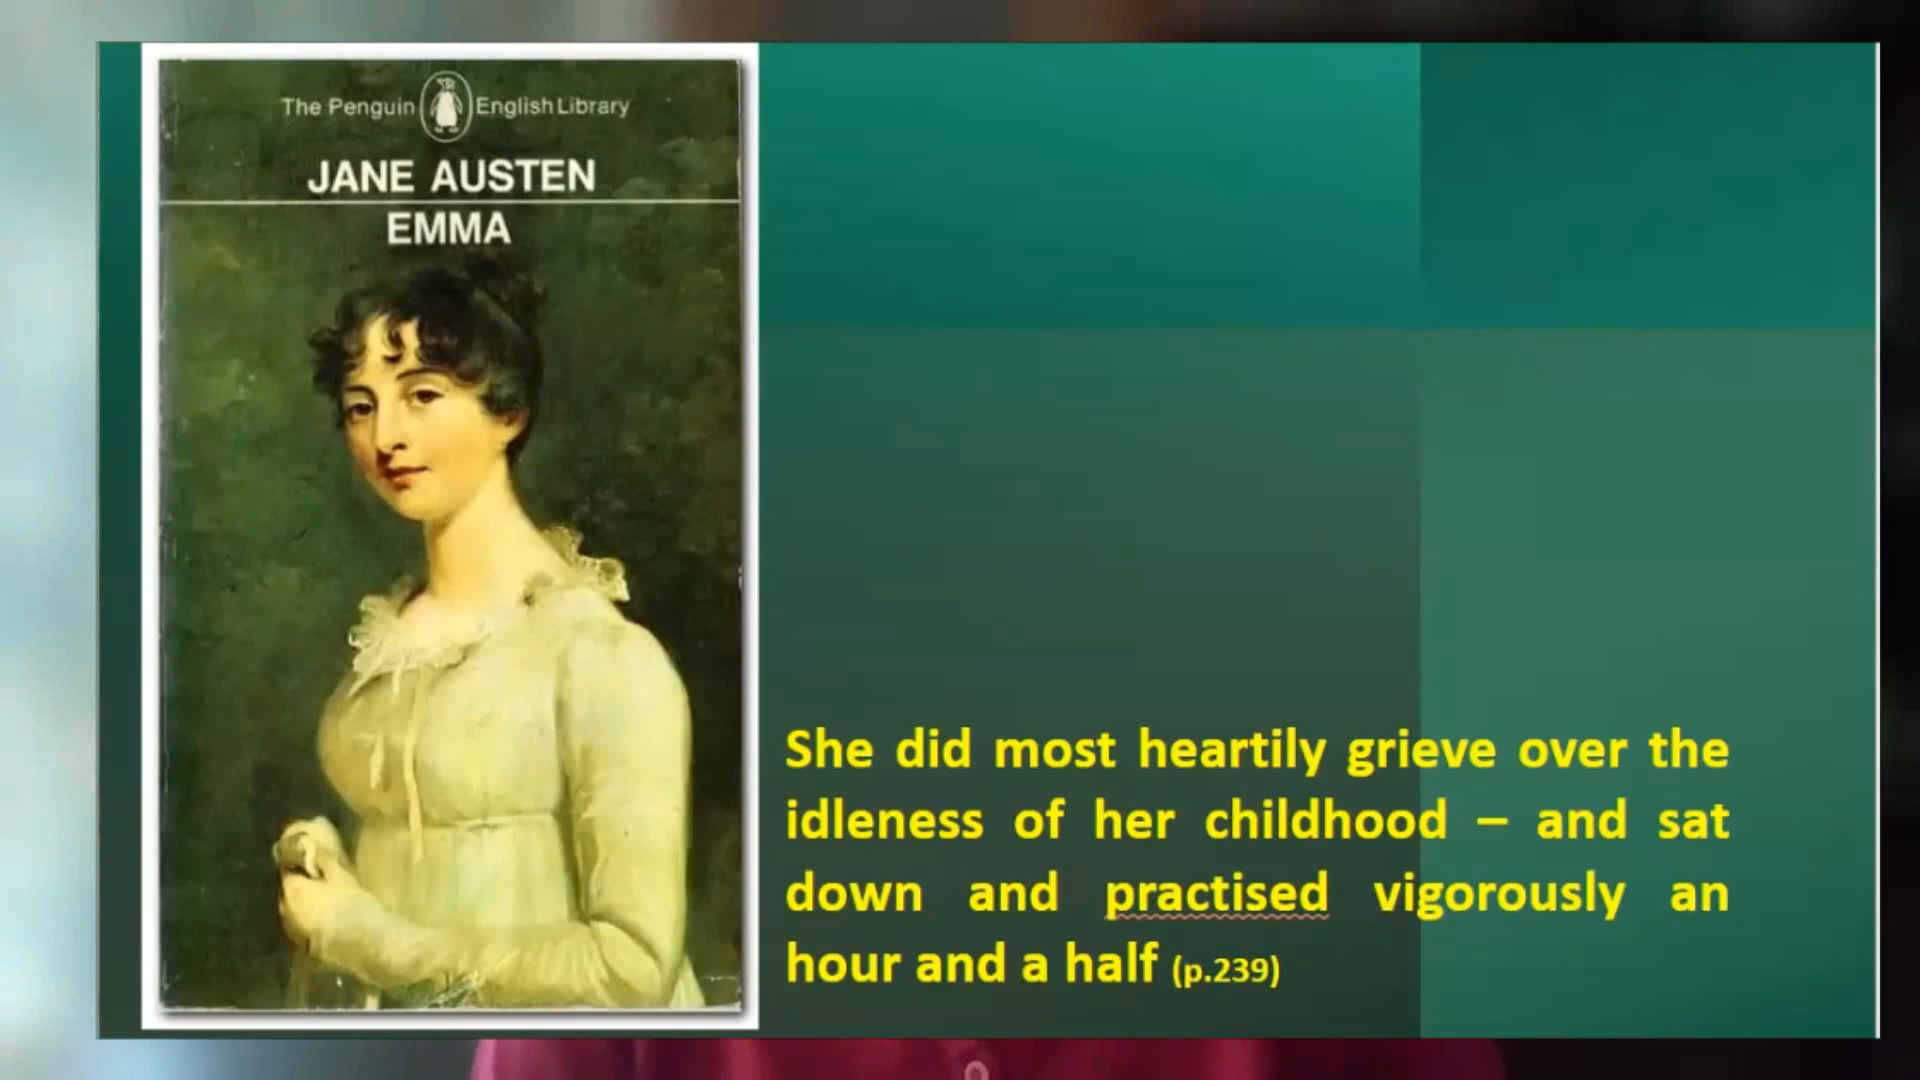 The Penguin English Library
JANE AUSTEN
EMMA
She did most heartily grieve over the
idleness of her childhood – and sat
down and practised vigorously an
hour and a half (p.239)